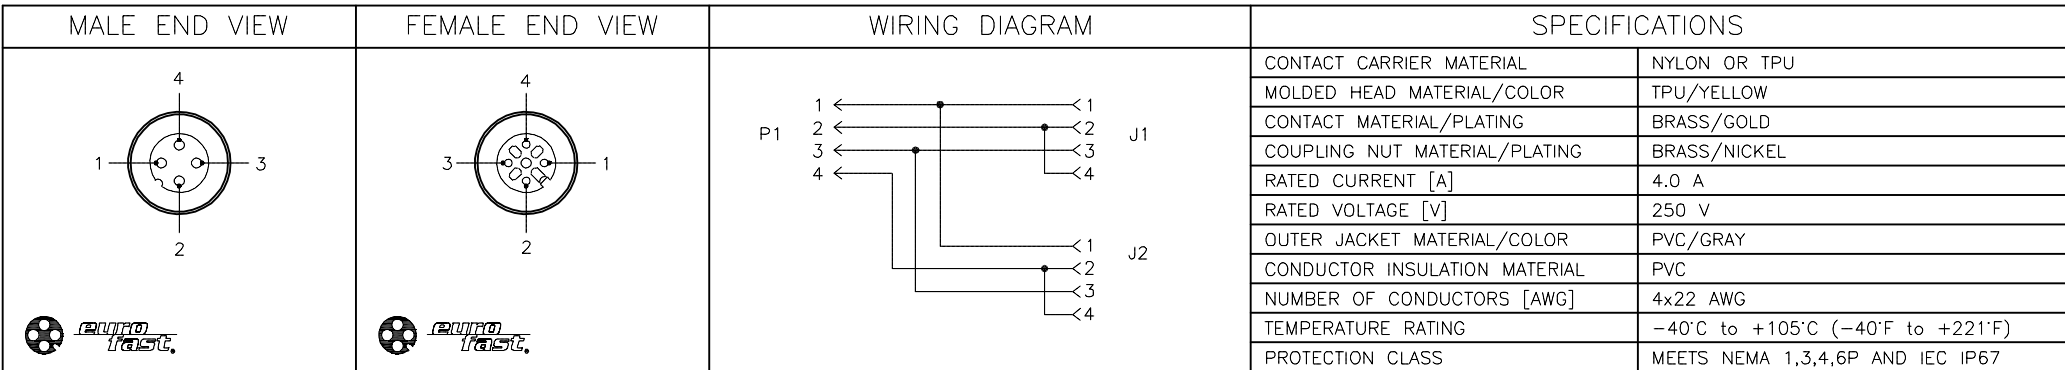 MALE END VIEW
4
1
3
2
euro
fast.
FEMALE END VIEW
4
3
1
2
euro
fast.
WIRING DIAGRAM
P1
1
2
3
4
1
2
3
4
J1
1
2
3
4
J2
SPECIFICATIONS
CONTACT CARRIER MATERIAL NYLON OR TPU
MOLDED HEAD MATERIAL/COLOR TPU/YELLOW
CONTACT MATERIAL/PLATING BRASS/GOLD
COUPLING NUT MATERIAL/PLATING BRASS/NICKEL
RATED CURRENT [A] 4.0 A
RATED VOLTAGE [V] 250 V
OUTER JACKET MATERIAL/COLOR PVC/GRAY
CONDUCTOR INSULATION MATERIAL PVC
NUMBER OF CONDUCTORS [AWG] 4x22 AWG
TEMPERATURE RATING -40°C to +105°C (-40°F to +221°F)
PROTECTION CLASS MEETS NEMA 1,3,4,6P AND IEC IP67